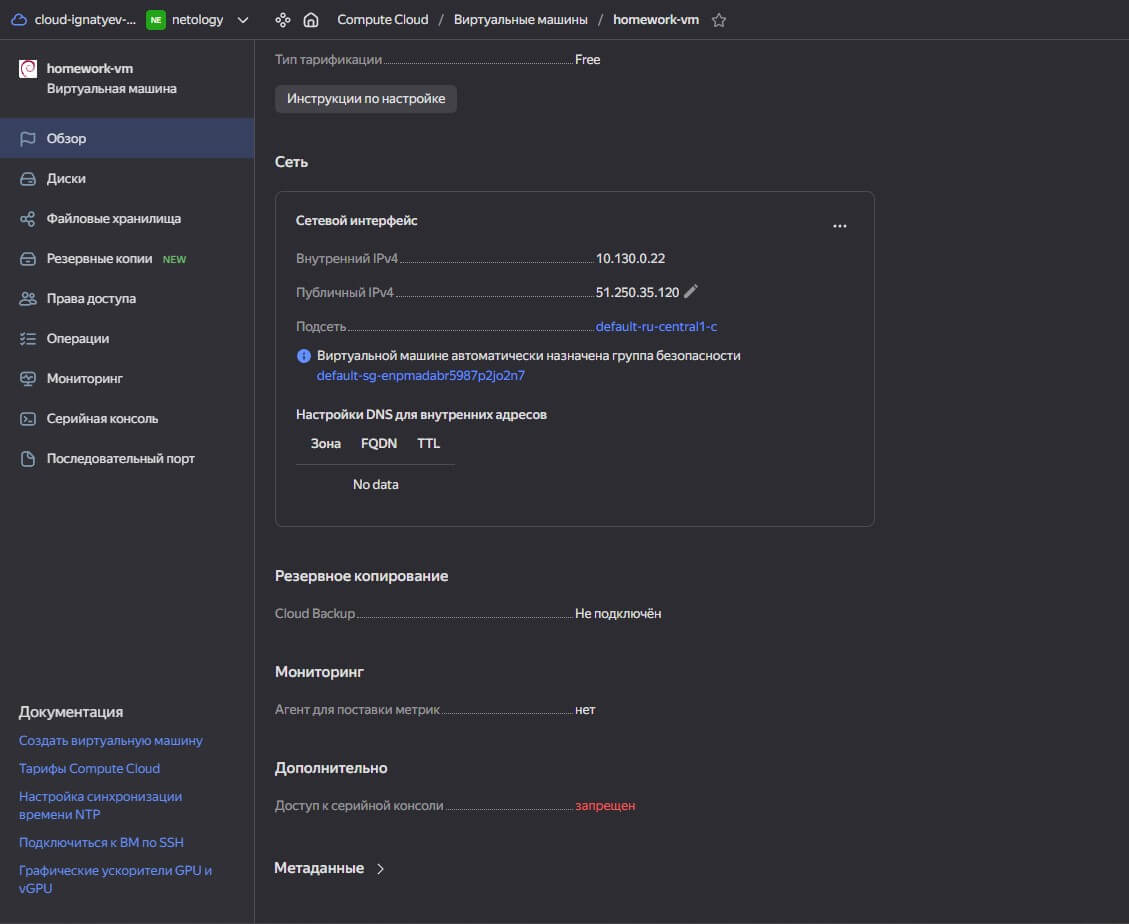 cloud-ignatyev-... NE netology Compute Cloud / Виртуальные машины / homework-vm
homework-vm
Виртуальная машина
Обзор
Диски
Файловые хранилища
Резервные копии NEW
Права доступа
Операции
Мониторинг
Серийная консоль
Последовательный порт
Документация
Создать виртуальную машину
Тарифы Compute Cloud
Настройка синхронизации
времени NTP
Подключиться к ВМ по SSH
Графические ускорители GPU и
vGPU
Тип тарификации Free
Инструкции по настройке
Сеть
Сетевой интерфейс
Внутренний IPv4 10.130.0.22
Публичный IPv4 51.250.35.120
Подсеть default-ru-central1-c
Виртуальной машине автоматически назначена группа безопасности
default-sg-enpmadabr5987p2jo2n7
Настройки DNS для внутренних адресов
Зона FQDN TTL
No data
Резервное копирование
Cloud Backup Не подключён
Мониторинг
Агент для поставки метрик нет
Дополнительно
Доступ к серийной консоли запрещен
Метаданные